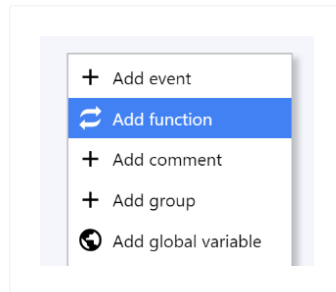 Add event
Add function
Add comment
Add group
Add global variable